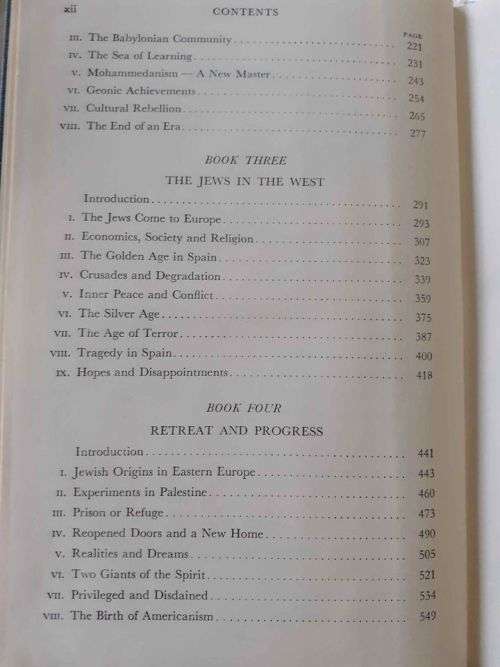 xii CONTENTS
PAGE
III. The Babylonian Community 221
IV. The Sea of Learning 231
V. Mohammedanism — A New Master 243
VI. Geonic Achievements 254
VII. Cultural Rebellion 265
VIII. The End of an Era 277
BOOK THREE
THE JEWS IN THE WEST
Introduction 291
I. The Jews Come to Europe 293
II. Economics, Society and Religion 307
III. The Golden Age in Spain 323
IV. Crusades and Degradation 339
V. Inner Peace and Conflict 359
VI. The Silver Age 375
VII. The Age of Terror 387
VIII. Tragedy in Spain 400
IX. Hopes and Disappointments 418
BOOK FOUR
RETREAT AND PROGRESS
Introduction 441
I. Jewish Origins in Eastern Europe 443
II. Experiments in Palestine 460
III. Prison or Refuge 473
IV. Reopened Doors and a New Home 490
V. Realities and Dreams 505
VI. Two Giants of the Spirit 521
VII. Privileged and Disdained 534
VIII. The Birth of Americanism 549